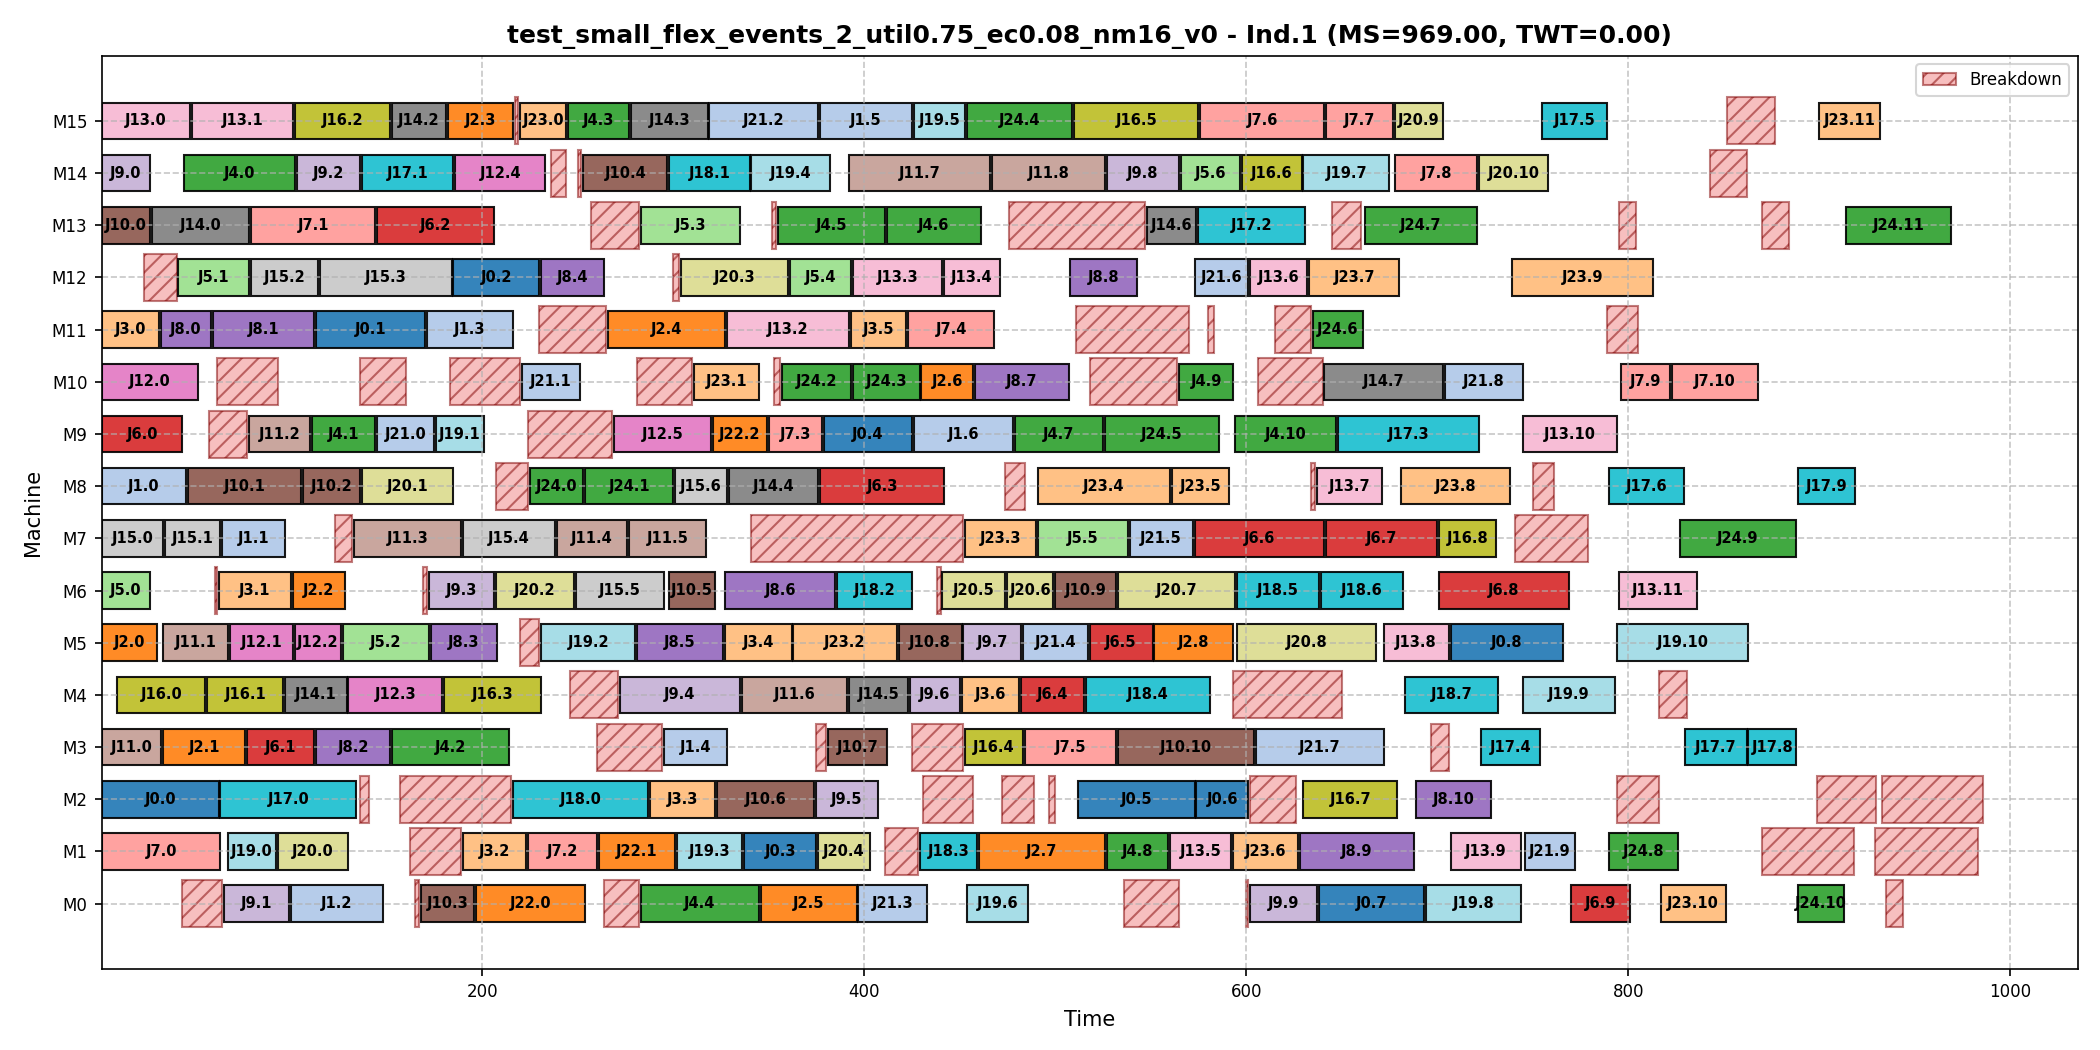 test_small_flex_events_2_util0.75_ec0.08_nm16_v0 - Ind.1 (MS=969.00, TWT=0.00)
Breakdown
M15 J13.0 J13.1 J16.2 J14.2 J2.3 J23.0 J4.3 J14.3 J21.2 J1.5 J19.5 J24.4 J16.5 J7.6 J7.7 J20.9 J17.5 J23.11
M14 J9.0 J4.0 J9.2 J17.1 J12.4 J10.4 J18.1 J19.4 J11.7 J11.8 J9.8 J5.6 J16.6 J19.7 J7.8 J20.10
M13 J10.0 J14.0 J7.1 J6.2 J5.3 J4.5 J4.6 J14.6 J17.2 J24.7 J24.11
M12 J5.1 J15.2 J15.3 J0.2 J8.4 J20.3 J5.4 J13.3 J13.4 J8.8 J21.6 J13.6 J23.7 J23.9
M11 J3.0 J8.0 J8.1 J0.1 J1.3 J2.4 J13.2 J3.5 J7.4 J24.6
M10 J12.0 J21.1 J23.1 J24.2 J24.3 J2.6 J8.7 J4.9 J14.7 J21.8 J7.9 J7.10
M9 J6.0 J11.2 J4.1 J21.0 J19.1 J12.5 J22.2 J7.3 J0.4 J1.6 J4.7 J24.5 J4.10 J17.3 J13.10
M8 J1.0 J10.1 J10.2 J20.1 J24.0 J24.1 J15.6 J14.4 J6.3 J23.4 J23.5 J13.7 J23.8 J17.6 J17.9
M7 J15.0 J15.1 J1.1 J11.3 J15.4 J11.4 J11.5 J23.3 J5.5 J21.5 J6.6 J6.7 J16.8 J24.9
M6 J5.0 J3.1 J2.2 J9.3 J20.2 J15.5 J10.5 J8.6 J18.2 J20.5 J20.6 J10.9 J20.7 J18.5 J18.6 J6.8 J13.11
M5 J2.0 J11.1 J12.1 J12.2 J5.2 J8.3 J19.2 J8.5 J3.4 J23.2 J10.8 J9.7 J21.4 J6.5 J2.8 J20.8 J13.8 J0.8 J19.10
M4 J16.0 J16.1 J14.1 J12.3 J16.3 J9.4 J11.6 J14.5 J9.6 J3.6 J6.4 J18.4 J18.7 J19.9
M3 J11.0 J2.1 J6.1 J8.2 J4.2 J1.4 J10.7 J16.4 J7.5 J10.10 J21.7 J17.4 J17.7 J17.8
M2 J0.0 J17.0 J18.0 J3.3 J10.6 J9.5 J0.5 J0.6 J16.7 J8.10
M1 J7.0 J19.0 J20.0 J3.2 J7.2 J22.1 J19.3 J0.3 J20.4 J18.3 J2.7 J4.8 J13.5 J23.6 J8.9 J13.9 J21.9 J24.8
M0 J9.1 J1.2 J10.3 J22.0 J4.4 J2.5 J21.3 J19.6 J9.9 J0.7 J19.8 J6.9 J23.10 J24.10
200 400 600 800 1000
Time
Machine